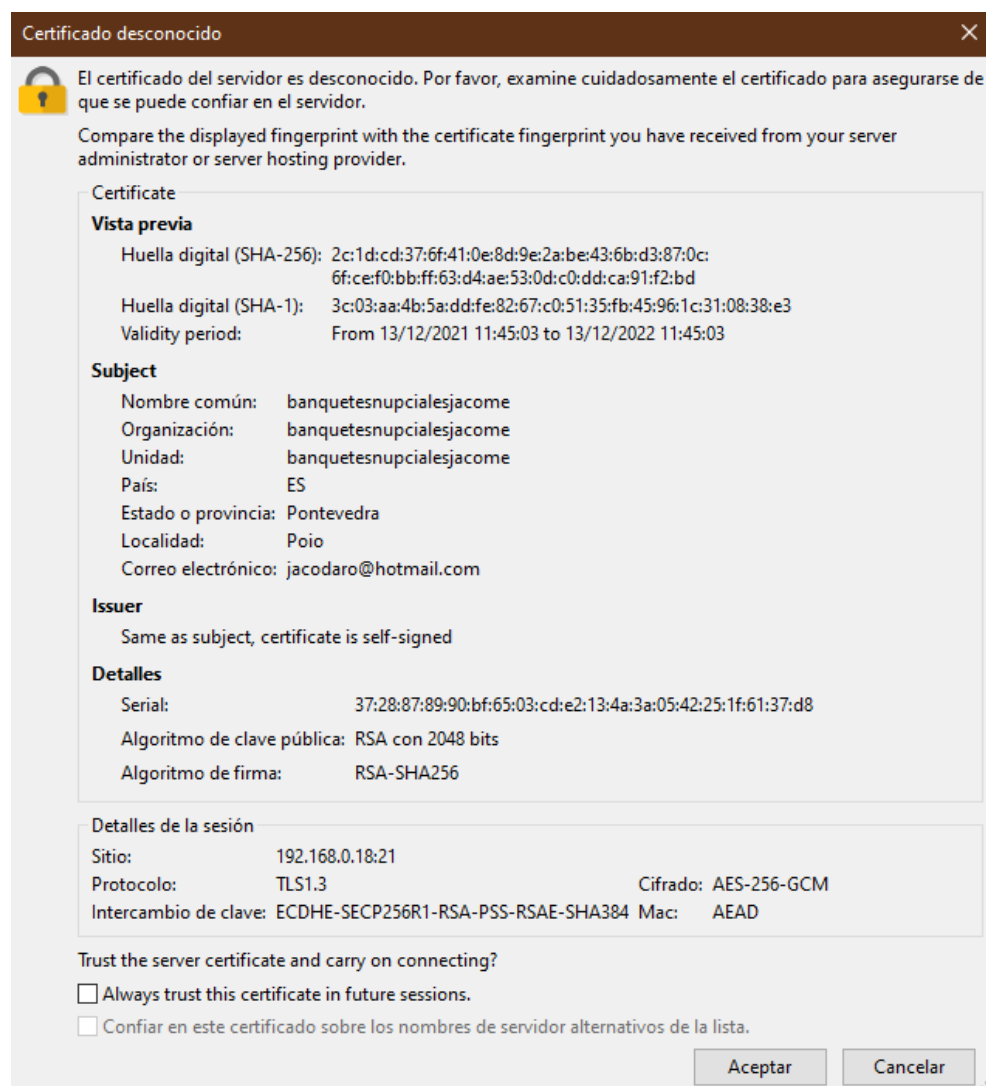 Certificado desconocido
El certificado del servidor es desconocido. Por favor, examine cuidadosamente el certificado para asegurarse de
que se puede confiar en el servidor.
Compare the displayed fingerprint with the certificate fingerprint you have received from your server
administrator or server hosting provider.
Certificate
Vista previa
Huella digital (SHA-256): 2c:1d:cd:37:6f:41:0e:8d:9e:2a:be:43:6b:d3:87:0c:
6f:ce:f0:bb:ff:63:d4:ae:53:0d:c0:dd:ca:91:f2:bd
Huella digital (SHA-1): 3c:03:aa:4b:5a:dd:fe:82:67:c0:51:35:fb:45:96:1c:31:08:38:e3
Validity period: From 13/12/2021 11:45:03 to 13/12/2022 11:45:03
Subject
Nombre común: banquetesnupcialesjacome
Organización: banquetesnupcialesjacome
Unidad: banquetesnupcialesjacome
País: ES
Estado o provincia: Pontevedra
Localidad: Poio
Correo electrónico: jacodaro@hotmail.com
Issuer
Same as subject, certificate is self-signed
Detalles
Serial: 37:28:87:89:90:bf:65:03:cd:e2:13:4a:3a:05:42:25:1f:61:37:d8
Algoritmo de clave pública: RSA con 2048 bits
Algoritmo de firma: RSA-SHA256
Detalles de la sesión
Sitio: 192.168.0.18:21
Protocolo: TLS1.3 Cifrado: AES-256-GCM
Intercambio de clave: ECDHE-SECP256R1-RSA-PSS-RSAE-SHA384 Mac: AEAD
Trust the server certificate and carry on connecting?
Always trust this certificate in future sessions.
Confiar en este certificado sobre los nombres de servidor alternativos de la lista.
Aceptar Cancelar